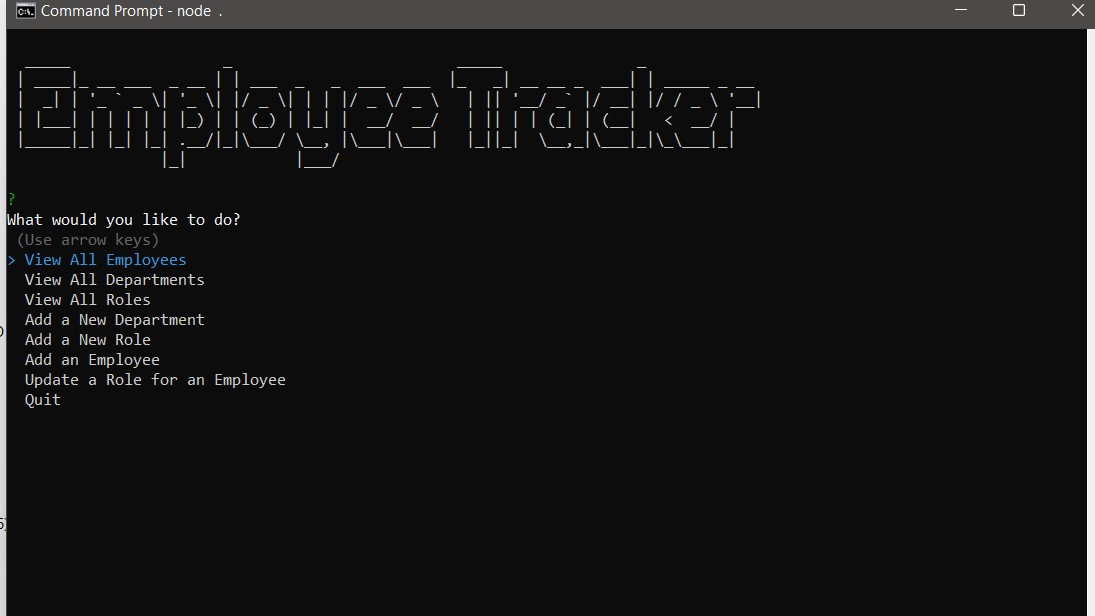 Command Prompt - node .
Employee Tracker
?
What would you like to do?
(Use arrow keys)
> View All Employees
View All Departments
View All Roles
Add a New Department
Add a New Role
Add an Employee
Update a Role for an Employee
Quit